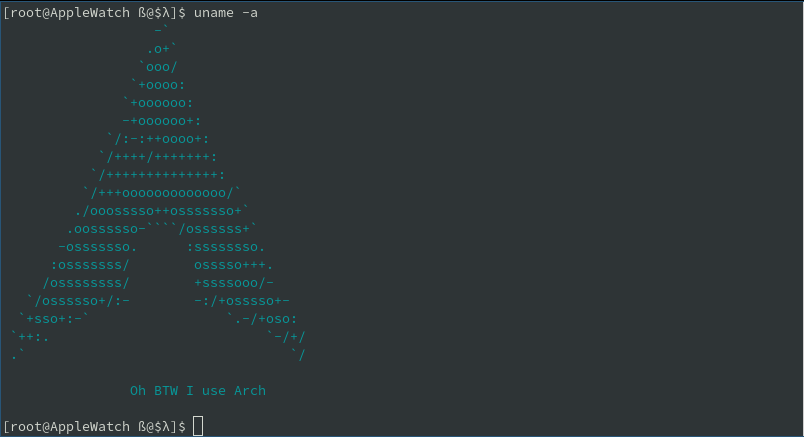 [root@AppleWatch ß@$λ]$ uname -a
                   -`
                  .o+`
                 `ooo/
                `+oooo:
               `+oooooo:
               -+oooooo+:
             `/:-:++oooo+:
            `/++++/+++++++:
           `/++++++++++++++:
          `/+++ooooooooooooo/`
         ./ooosssso++osssssso+`
        .oossssso-````/ossssss+`
       -osssssso.      :ssssssso.
      :osssssss/        osssso+++.
     /ossssssss/        +ssssooo/-
   `/ossssso+/:-        -:/+osssso+-
  `+sso+:-`                 `.-/+oso:
 `++:.                           `-/+/
 .`                                 `/
                Oh BTW I use Arch
[root@AppleWatch ß@$λ]$